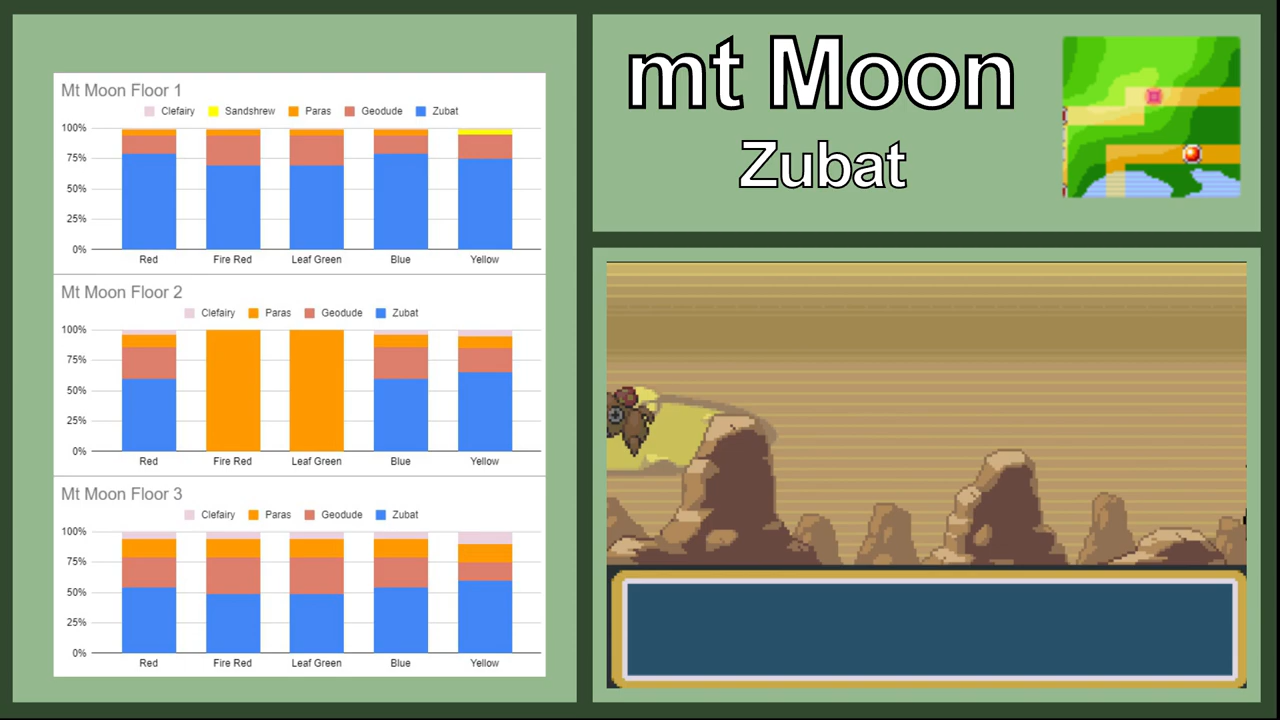 Mt Moon Floor 1
Clefairy Sandshrew Paras Geodude Zubat
100%
75%
50%
25%
0%
Red Fire Red Leaf Green Blue Yellow
Mt Moon Floor 2
Clefairy Paras Geodude Zubat
100%
75%
50%
25%
0%
Red Fire Red Leaf Green Blue Yellow
Mt Moon Floor 3
Clefairy Paras Geodude Zubat
100%
75%
50%
25%
0%
Red Fire Red Leaf Green Blue Yellow
mt Moon
Zubat